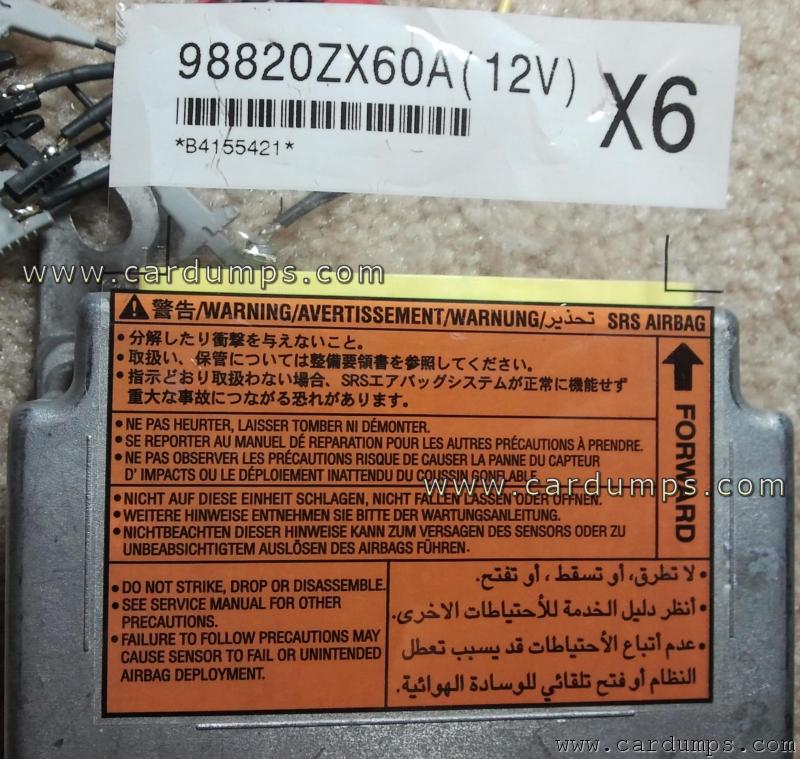 98820ZX60A(12V)
X6
*B4155421*
www.cardumps.com
警告/WARNING/AVERTISSEMENT/WARNUNG/تحذير SRS AIRBAG
• 分解したり衝撃を与えないこと。
• 取扱い、保管については整備要領書を参照してください。
• 指示どおり取扱わない場合、SRSエアバッグシステムが正常に機能せず
重大な事故につながる恐れがあります。
FORWARD
• NE PAS HEURTER, LAISSER TOMBER NI DÉMONTER.
• SE REPORTER AU MANUEL DÉ REPARATION POUR LES AUTRES PRÉCAUTIONS À PRENDRE.
• NE PAS OBSERVER LES PRÉCAUTIONS RISQUE DE CAUSER LA PANNE DU CAPTEUR
D' IMPACTS OU LE DÉPLOIEMENT INATTENDU DU COUSSIN GONFLABLE.
www.cardumps.com
• NICHT AUF DIESE EINHEIT SCHLAGEN, NICHT FALLEN LASSEN ODER ÖFFNEN.
• WEITERE HINWEISE ENTNEHMEN SIE BITTE DER WARTUNGSANLEITUNG.
• NICHTBEACHTEN DIESER HINWEISE KANN ZUM VERSAGEN DES SENSORS ODER ZU
UNBEABSICHTIGTEM AUSLÖSEN DES AIRBAGS FÜHREN.
• DO NOT STRIKE, DROP OR DISASSEMBLE.
• SEE SERVICE MANUAL FOR OTHER
PRECAUTIONS.
• FAILURE TO FOLLOW PRECAUTIONS MAY
CAUSE SENSOR TO FAIL OR UNINTENDED
AIRBAG DEPLOYMENT.
• لا تطرق، أو تسقط ، أو تفتح.
• أنظر دليل الخدمة للأحتياطات الاخرى.
• عدم أتباع الأحتياطات قد يسبب تعطل
النظام أو فتح تلقائي للوسادة الهوائية.
www.cardumps.com